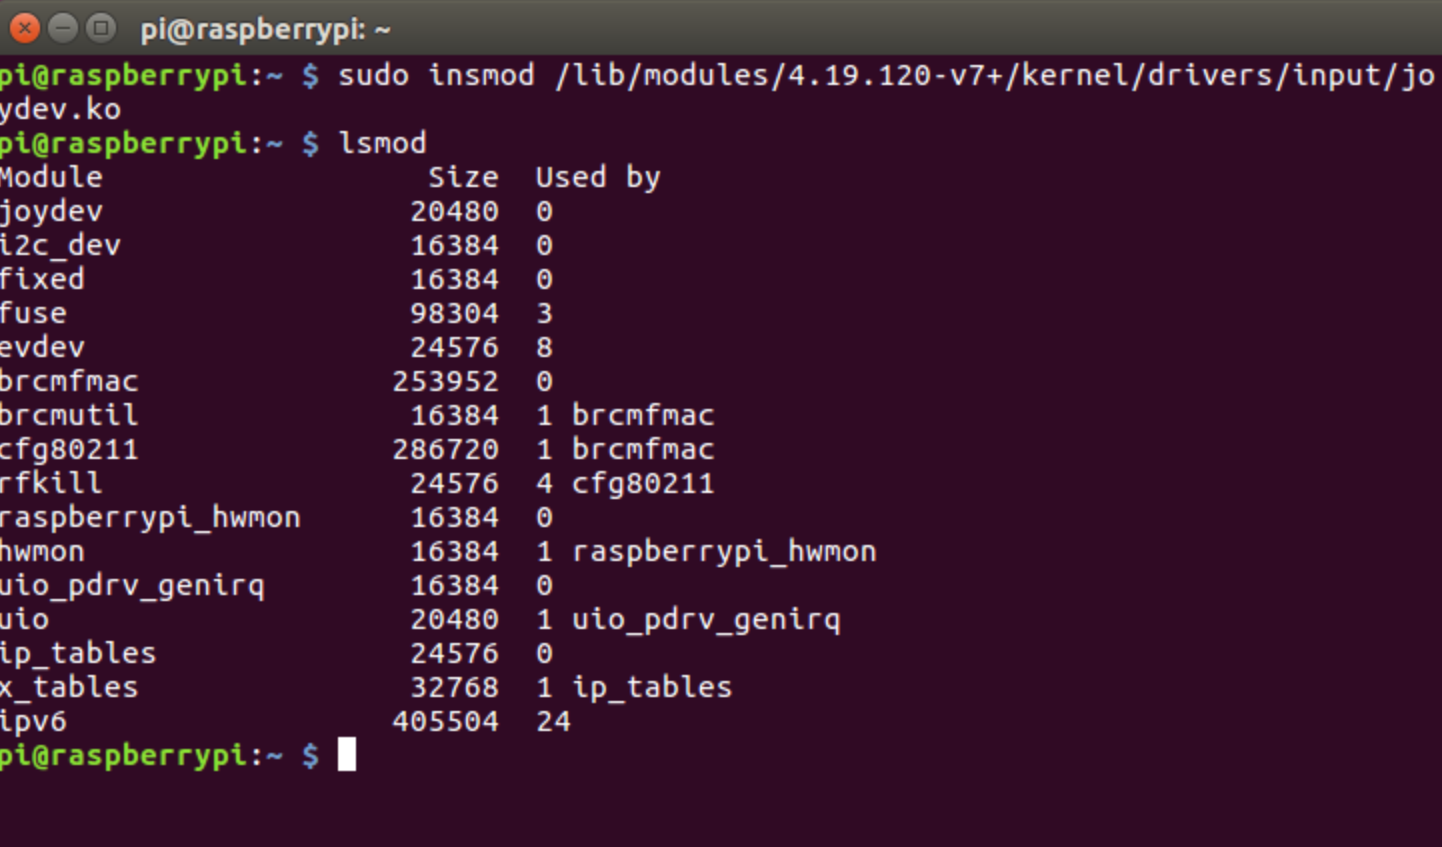 pi@raspberrypi: ~
pi@raspberrypi:~ $ sudo insmod /lib/modules/4.19.120-v7+/kernel/drivers/input/jo
ydev.ko
pi@raspberrypi:~ $ lsmod
Module                  Size  Used by
joydev                 20480  0
i2c_dev                16384  0
fixed                  16384  0
fuse                   98304  3
evdev                  24576  8
brcmfmac              253952  0
brcmutil               16384  1 brcmfmac
cfg80211              286720  1 brcmfmac
rfkill                 24576  4 cfg80211
raspberrypi_hwmon      16384  0
hwmon                  16384  1 raspberrypi_hwmon
uio_pdrv_genirq        16384  0
uio                    20480  1 uio_pdrv_genirq
ip_tables              24576  0
x_tables               32768  1 ip_tables
ipv6                  405504  24
pi@raspberrypi:~ $